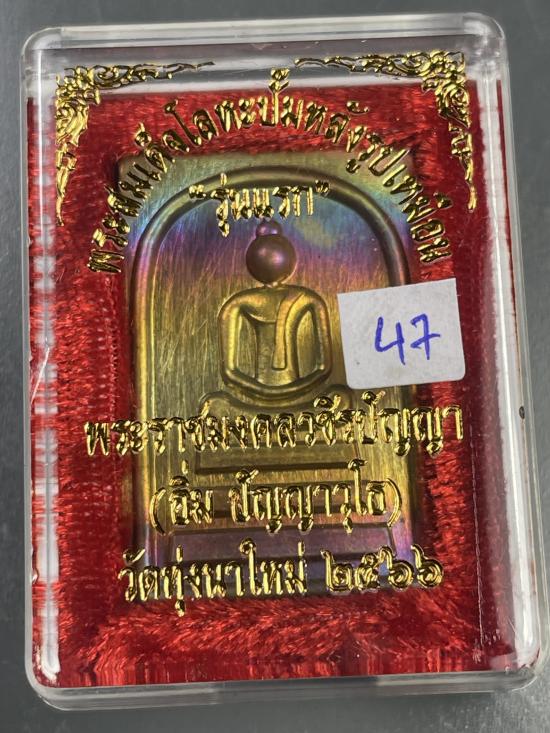 พระสมเด็จโลหะปั๊มหลังรูปเหมือน
"รุ่นแรก"
47
พระราชมงคลวชิรปัญญา
(อิ่ม ปัญญาวุโธ)
วัดทุ่งนาใหม่ ๒๕๖๖